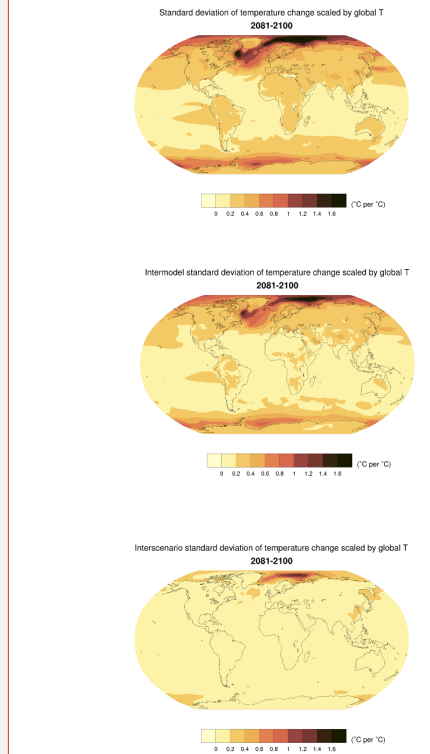 Standard deviation of temperature change scaled by global T
2081-2100
(°C per °C)
0 0.2 0.4 0.6 0.8 1 1.2 1.4 1.6
Intermodel standard deviation of temperature change scaled by global T
2081-2100
(°C per °C)
0 0.2 0.4 0.6 0.8 1 1.2 1.4 1.6
Interscenario standard deviation of temperature change scaled by global T
2081-2100
(°C per °C)
0 0.2 0.4 0.6 0.8 1 1.2 1.4 1.6